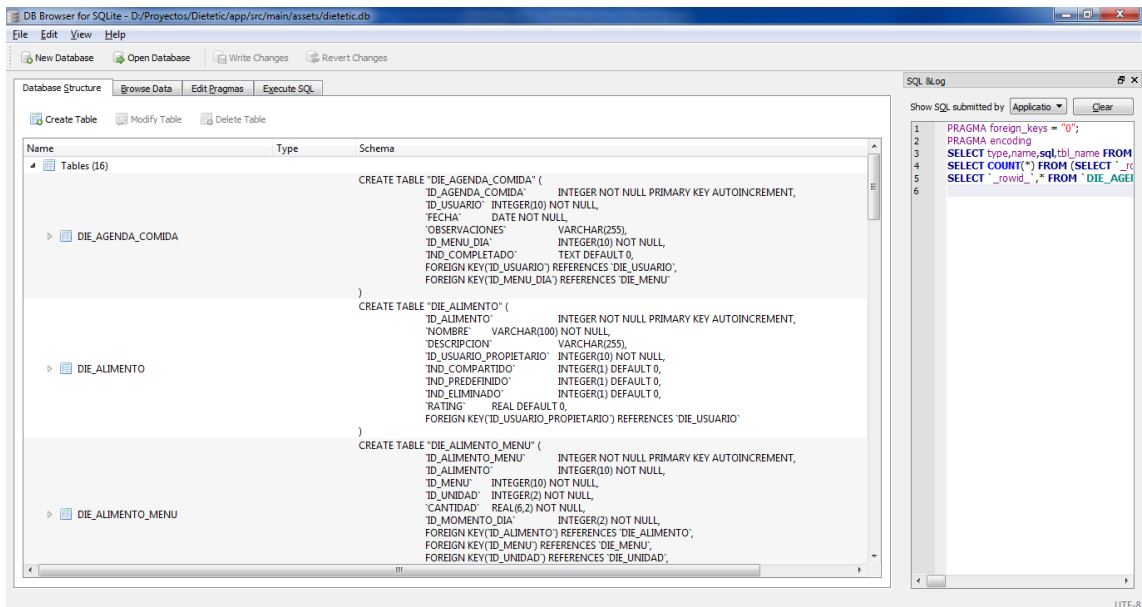 DB Browser for SQLite - D:/Proyectos/Dietetic/app/src/main/assets/dietetic.db
File Edit View Help
New Database Open Database Write Changes Revert Changes
Database Structure Browse Data Edit Pragmas Execute SQL
Create Table Modify Table Delete Table
Name Type Schema
Tables (16)
DIE_AGENDA_COMIDA
CREATE TABLE "DIE_AGENDA_COMIDA" (
`ID_AGENDA_COMIDA` INTEGER NOT NULL PRIMARY KEY AUTOINCREMENT,
`ID_USUARIO` INTEGER(10) NOT NULL,
`FECHA` DATE NOT NULL,
`OBSERVACIONES` VARCHAR(255),
`ID_MENU_DIA` INTEGER(10) NOT NULL,
`IND_COMPLETADO` TEXT DEFAULT 0,
FOREIGN KEY(`ID_USUARIO`) REFERENCES `DIE_USUARIO`,
FOREIGN KEY(`ID_MENU_DIA`) REFERENCES `DIE_MENU`
)
DIE_ALIMENTO
CREATE TABLE "DIE_ALIMENTO" (
`ID_ALIMENTO` INTEGER NOT NULL PRIMARY KEY AUTOINCREMENT,
`NOMBRE` VARCHAR(100) NOT NULL,
`DESCRIPCION` VARCHAR(255),
`ID_USUARIO_PROPIETARIO` INTEGER(10) NOT NULL,
`IND_COMPARTIDO` INTEGER(1) DEFAULT 0,
`IND_PREDEFINIDO` INTEGER(1) DEFAULT 0,
`IND_ELIMINADO` INTEGER(1) DEFAULT 0,
`RATING` REAL DEFAULT 0,
FOREIGN KEY(`ID_USUARIO_PROPIETARIO`) REFERENCES `DIE_USUARIO`
)
DIE_ALIMENTO_MENU
CREATE TABLE "DIE_ALIMENTO_MENU" (
`ID_ALIMENTO_MENU` INTEGER NOT NULL PRIMARY KEY AUTOINCREMENT,
`ID_ALIMENTO` INTEGER(10) NOT NULL,
`ID_MENU` INTEGER(10) NOT NULL,
`ID_UNIDAD` INTEGER(2) NOT NULL,
`CANTIDAD` REAL(6,2) NOT NULL,
`ID_MOMENTO_DIA` INTEGER(2) NOT NULL,
FOREIGN KEY(`ID_ALIMENTO`) REFERENCES `DIE_ALIMENTO`,
FOREIGN KEY(`ID_MENU`) REFERENCES `DIE_MENU`,
FOREIGN KEY(`ID_UNIDAD`) REFERENCES `DIE_UNIDAD`,
SQL &Log
Show SQL submitted by Applicatio Clear
1 PRAGMA foreign_keys = "0";
2 PRAGMA encoding
3 SELECT type,name,sql,tbl_name FROM
4 SELECT COUNT(*) FROM (SELECT `_ro
5 SELECT `_rowid_`,* FROM `DIE_AGE
6
UTF-8